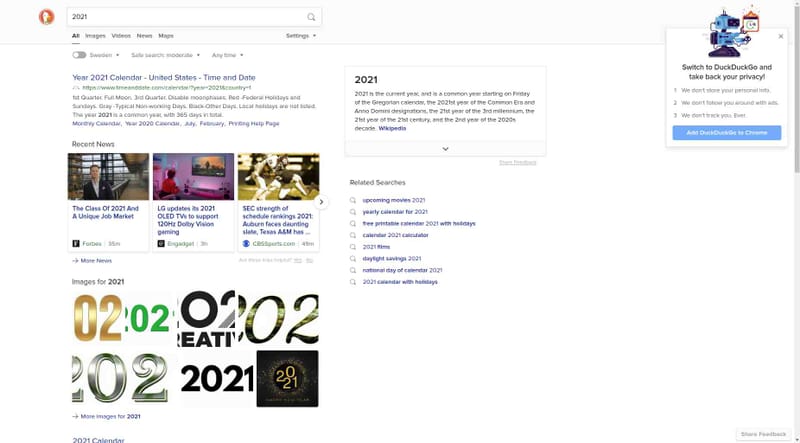 2021
All Images Videos News Maps Settings
Sweden Safe search: moderate Any time
Year 2021 Calendar - United States - Time and Date
https://www.timeanddate.com/calendar/?year=2021&country=1
1st Quarter. Full Moon. 3rd Quarter. Disable moonphases. Red -Federal Holidays and
Sundays. Gray -Typical Non-working Days. Black-Other Days. Local holidays are not listed.
The year 2021 is a common year, with 365 days in total.
Monthly Calendar, Year 2020 Calendar, July, February, Printing Help Page
Recent News
The Class Of 2021 And
A Unique Job Market
Forbes 35m
LG updates its 2021
OLED TVs to support
120Hz Dolby Vision
gaming
Engadget 3h
SEC strength of
schedule rankings 2021:
Auburn faces daunting
slate, Texas A&M has ...
CBSSports.com 49m
More News
Are these links helpful? Yes No
Images for 2021
02
202
202
CREATIV
202
202
2021
2021
HAPPY NEW YEAR
More Images for 2021
2021 Calendar
2021
2021 is the current year, and is a common year starting on Friday
of the Gregorian calendar, the 2021st year of the Common Era and
Anno Domini designations, the 21st year of the 3rd millennium, the
21st year of the 21st century, and the 2nd year of the 2020s
decade. Wikipedia
Share Feedback
Related Searches
upcoming movies 2021
yearly calendar for 2021
free printable calendar 2021 with holidays
calendar 2021 calculator
2021 films
daylight savings 2021
national day of calendar 2021
2021 calendar with holidays
Switch to DuckDuckGo and
take back your privacy!
1 We don't store your personal info.
2 We don't follow you around with ads.
3 We don't track you. Ever.
Add DuckDuckGo to Chrome
Share Feedback